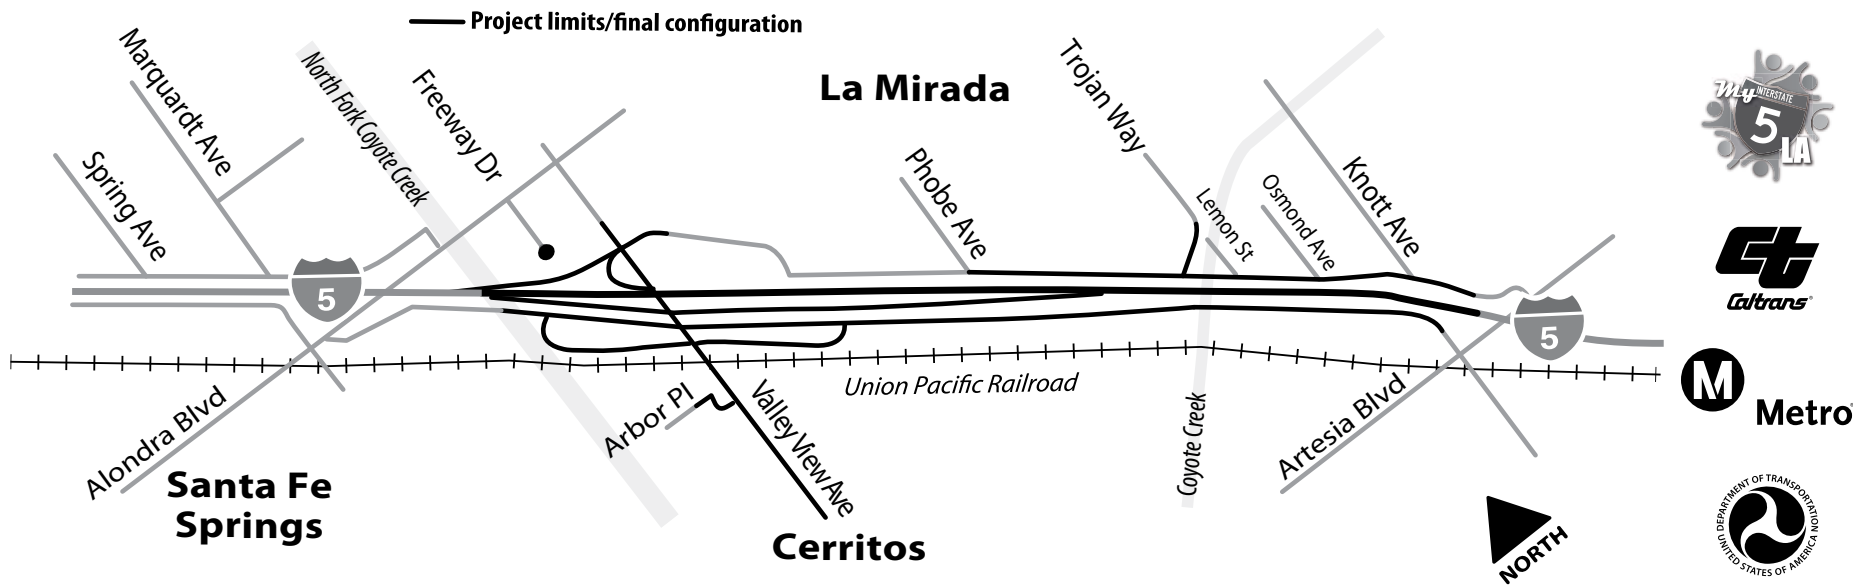 Project limits/final configuration
Marquardt Ave
Spring Ave
North Fork Coyote Creek
Freeway Dr
La Mirada
Phobe Ave
Trojan Way
Lemon St
Osmond Ave
Knott Ave
My INTERSTATE
5
LA
5
5
Caltrans
Union Pacific Railroad
M
Metro
Alondra Blvd
Arbor Pl
Valley View Ave
Coyote Creek
Artesia Blvd
Santa Fe
Springs
Cerritos
NORTH
DEPARTMENT OF TRANSPORTATION
UNITED STATES OF AMERICA